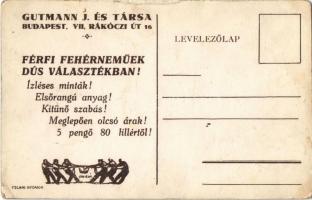 GUTMANN J. ÉS TÁRSA
BUDAPEST, VII, RÁKÓCZI ÚT 16
FÉRFI FEHÉRNEMŰEK
DÚS VÁLASZTÉKBAN!
Ízléses minták!
Elsőrangú anyag!
Kitűnő szabás!
Meglepően olcsó árak!
5 pengő 80 fillértől!
LEVELEZŐLAP